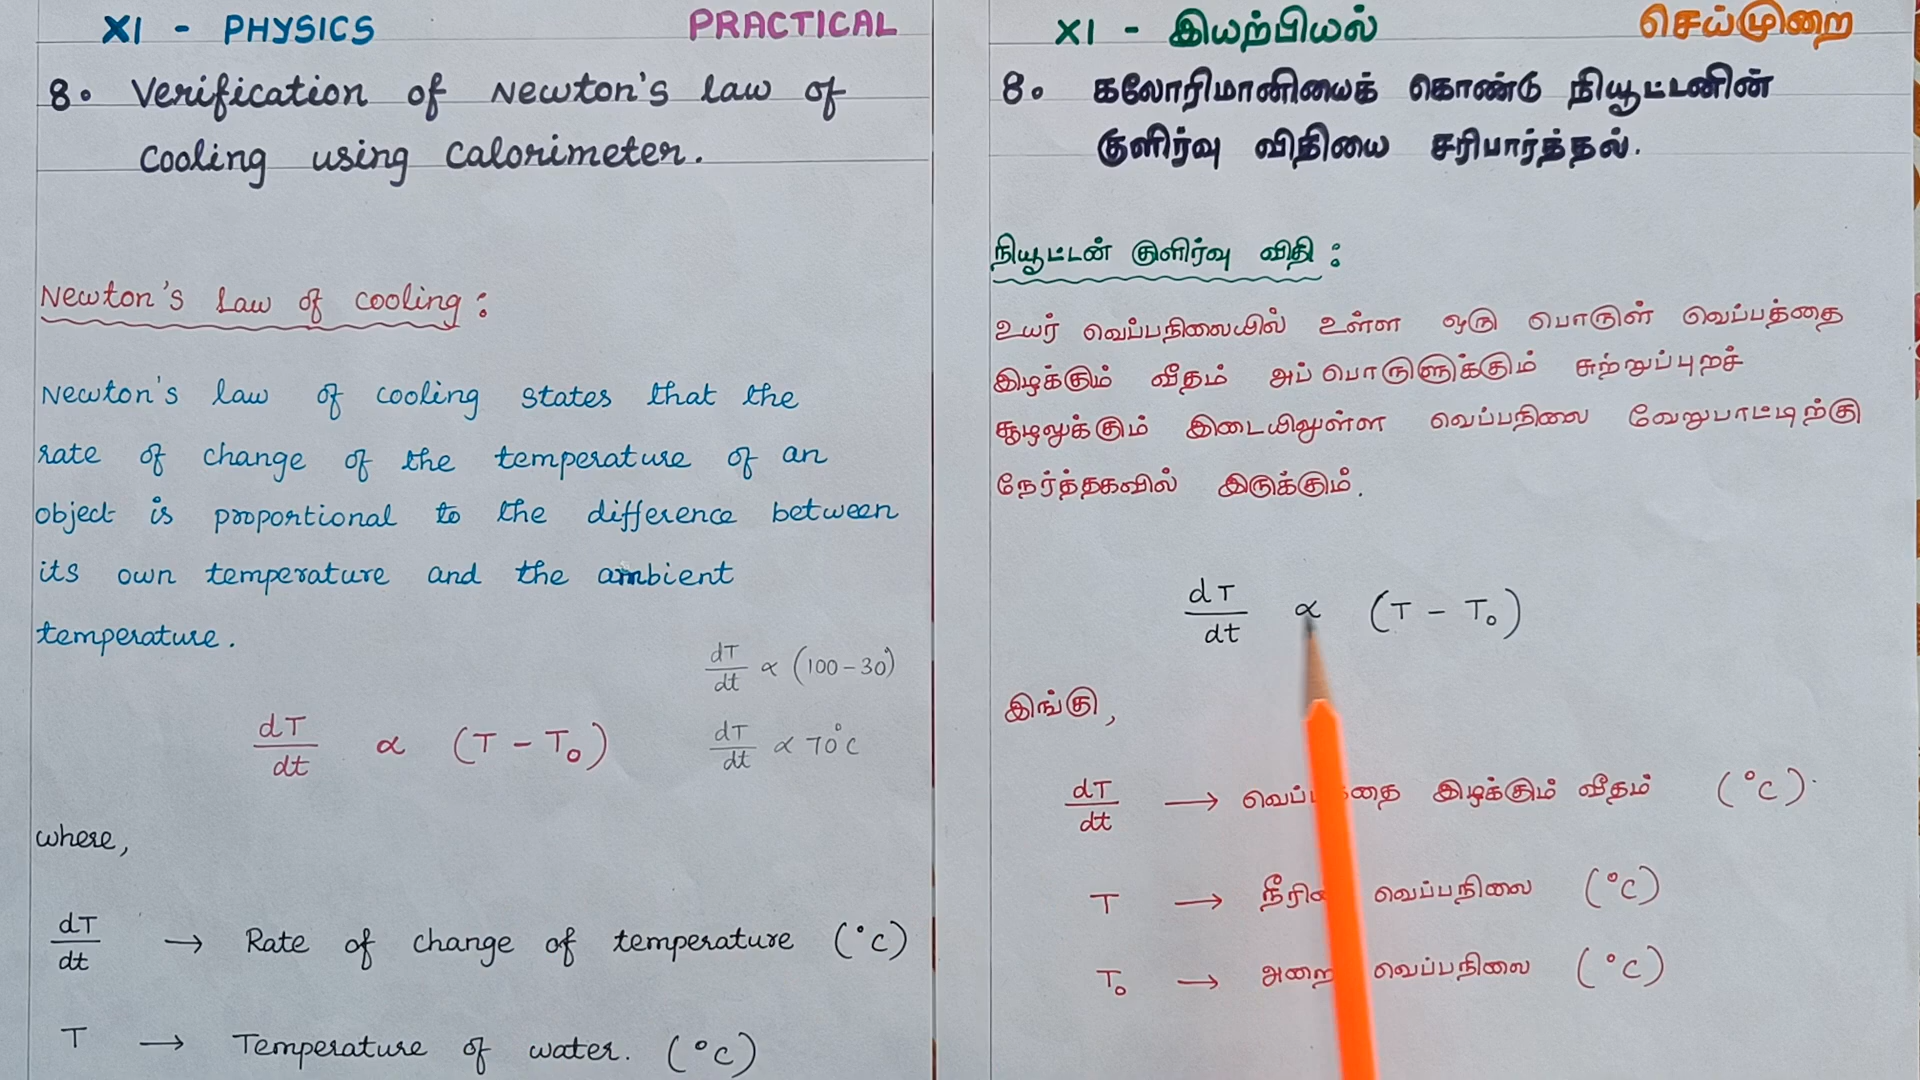 XI - PHYSICS PRACTICAL
8. Verification of Newton's law of
cooling using calorimeter.
Newton's Law of cooling :
Newton's law of cooling states that the
rate of change of the temperature of an
object is proportional to the difference between
its own temperature and the ambient
temperature.
dT/dt ∝ (100-30)
dT/dt ∝ (T - T₀)
dT/dt ∝ 70°C
where,
dT/dt → Rate of change of temperature (°C)
T → Temperature of water. (°C)
XI - இயற்பியல் செய்முறை
8. கலோரிமானியைக் கொண்டு நியூட்டனின்
குளிர்வு விதியை சரிபார்த்தல்.
நியூட்டன் குளிர்வு விதி :
உயர் வெப்பநிலையில் உள்ள ஒரு பொருள் வெப்பத்தை
இழக்கும் வீதம் அப்பொருளுக்கும் சுற்றுப்புறச்
சூழலுக்கும் இடையிலுள்ள வெப்பநிலை வேறுபாட்டிற்கு
நேர்த்தகவில் இருக்கும்.
dT/dt ∝ (T - T₀)
இங்கு,
dT/dt → இழக்கும் வீதம் (°C).
T → வெப்பநிலை (°C)
T₀ → அறை வெப்பநிலை (°C)